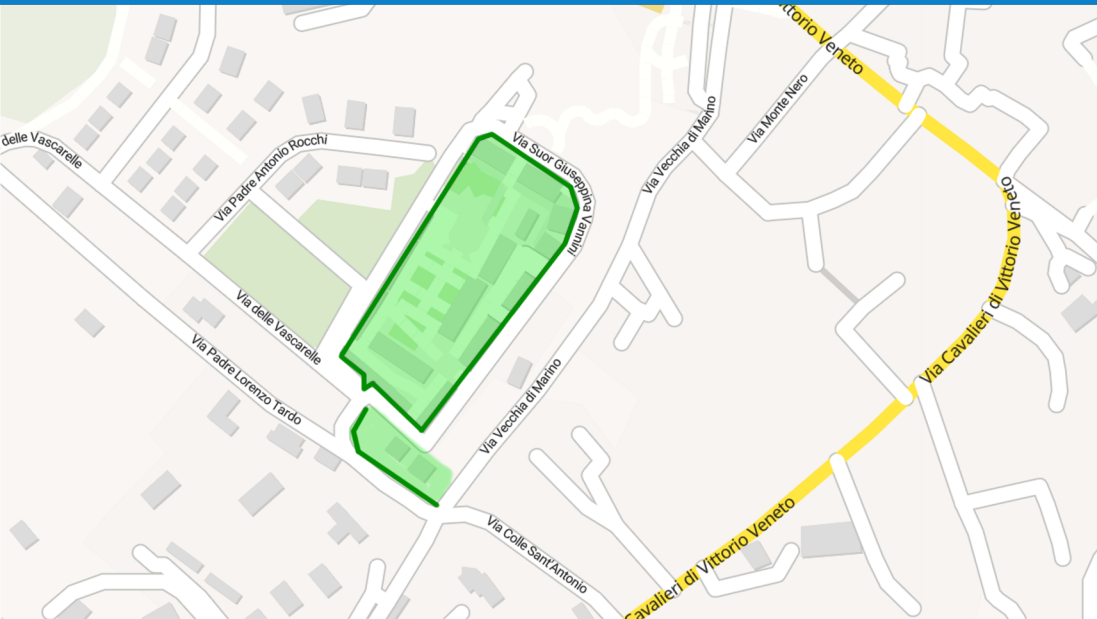 ittorio Veneto
Via Monte Nero
Via Vecchia di Marino
delle Vascarelle
Via Padre Antonio Rocchi
Via Suor Giuseppina Vannini
Via Cavalieri di Vittorio Veneto
Via delle Vascarelle
Via Padre Lorenzo Tardo
Via Vecchia di Marino
Cavalieri di Vittorio Veneto
Via Colle Sant'Antonio